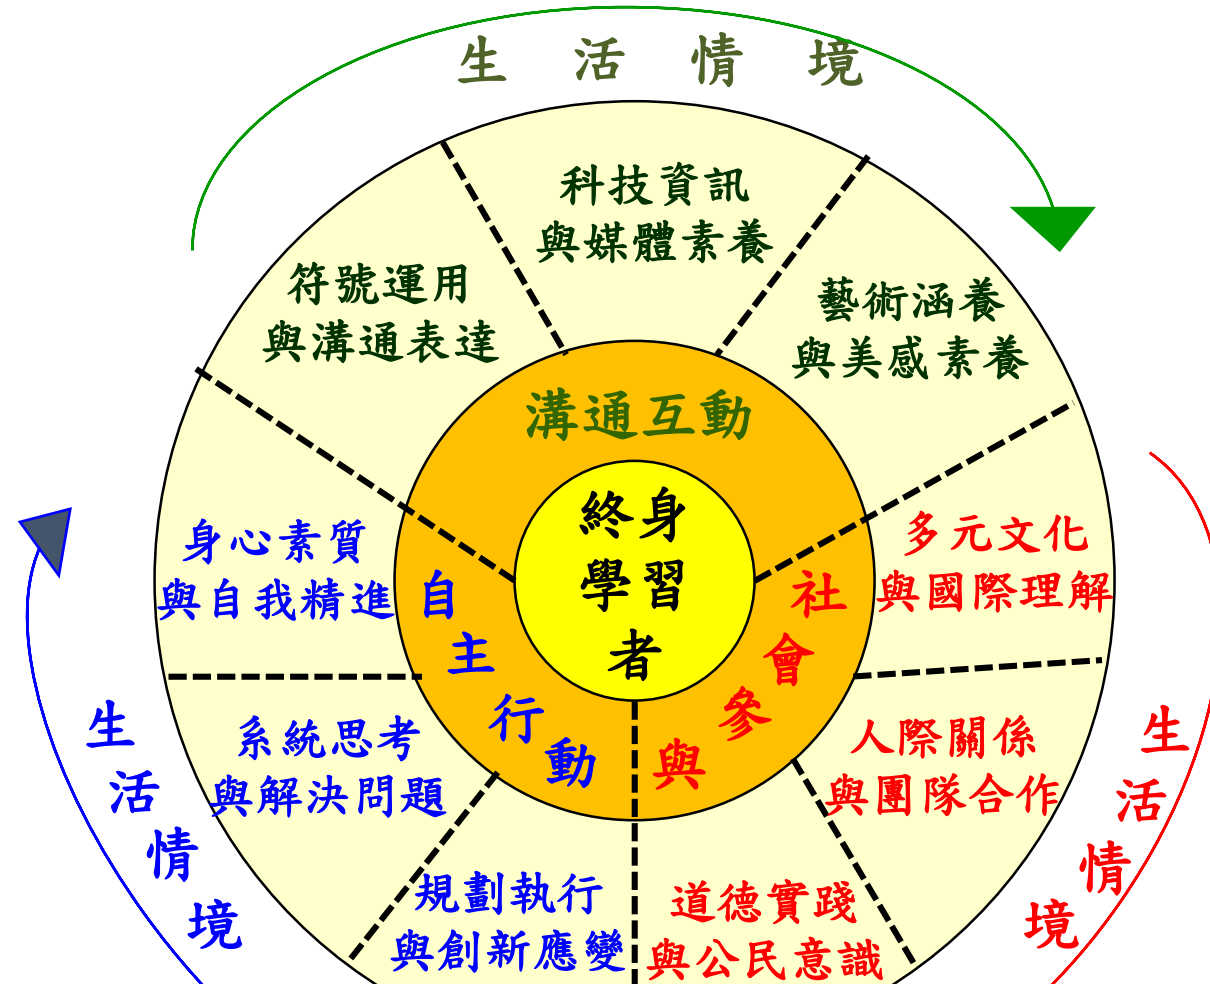 生活情境
科技資訊
與媒體素養
符號運用
與溝通表達
藝術涵養
與美感素養
溝通互動
終身
學習
者
身心素質
與自我精進
多元文化
與國際理解
自主行動
社會參與
系統思考
與解決問題
人際關係
與團隊合作
規劃執行
與創新應變
道德實踐
與公民意識
生活情境
生活情境